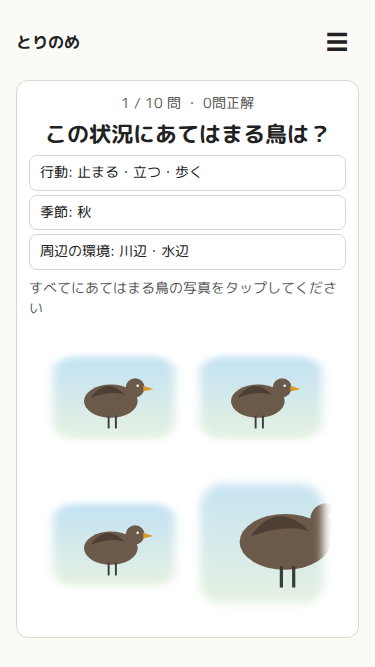 とりのめ
1 / 10 問 · 0問正解
この状況にあてはまる鳥は？
行動: 止まる・立つ・歩く
季節: 秋
周辺の環境: 川辺・水辺
すべてにあてはまる鳥の写真をタップしてくださ
い